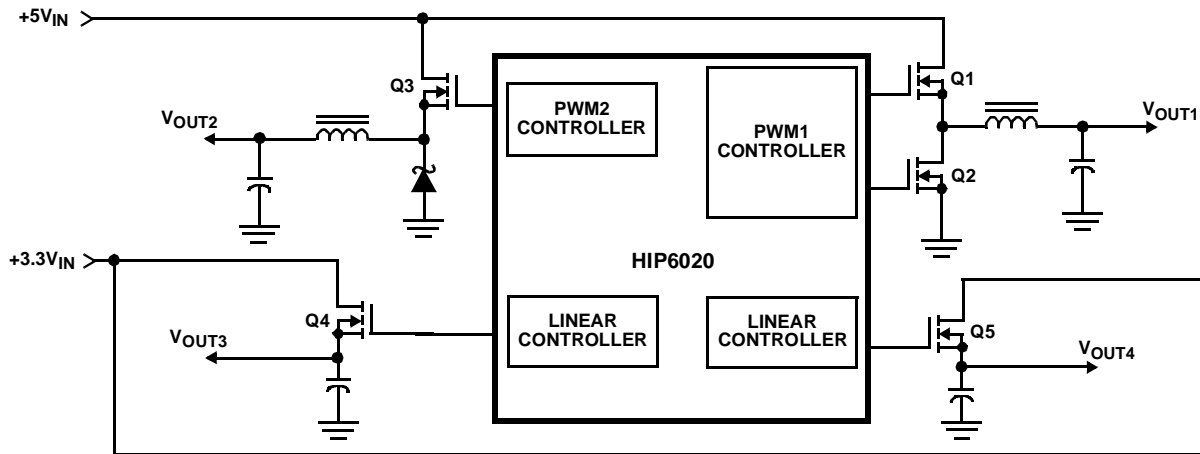 +5VIN
Q3
PWM2
CONTROLLER
PWM1
CONTROLLER
Q1
VOUT2
VOUT1
Q2
+3.3VIN
HIP6020
Q4
LINEAR
CONTROLLER
LINEAR
CONTROLLER
Q5
VOUT3
VOUT4